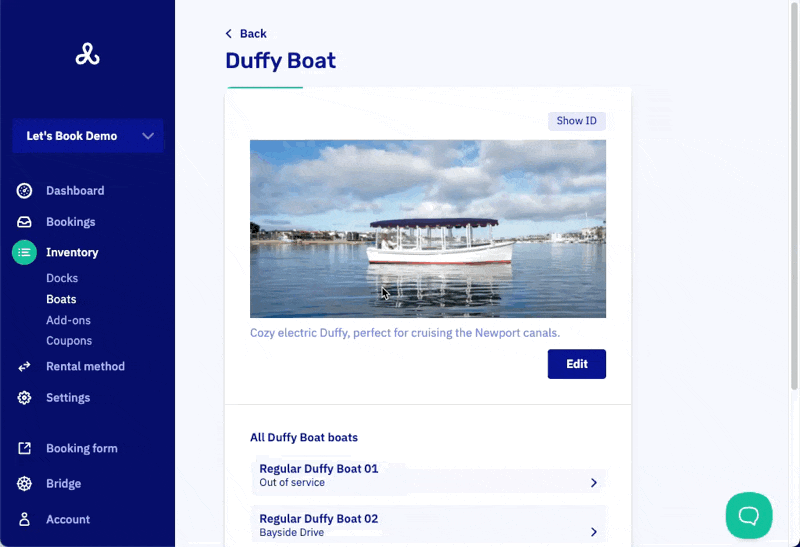 Let's Book Demo
Dashboard
Bookings
Inventory
Docks
Boats
Add-ons
Coupons
Rental method
Settings
Booking form
Bridge
Account
Back
Duffy Boat
Show ID
Cozy electric Duffy, perfect for cruising the Newport canals.
Edit
All Duffy Boat boats
Regular Duffy Boat 01
Out of service
Regular Duffy Boat 02
Bayside Drive